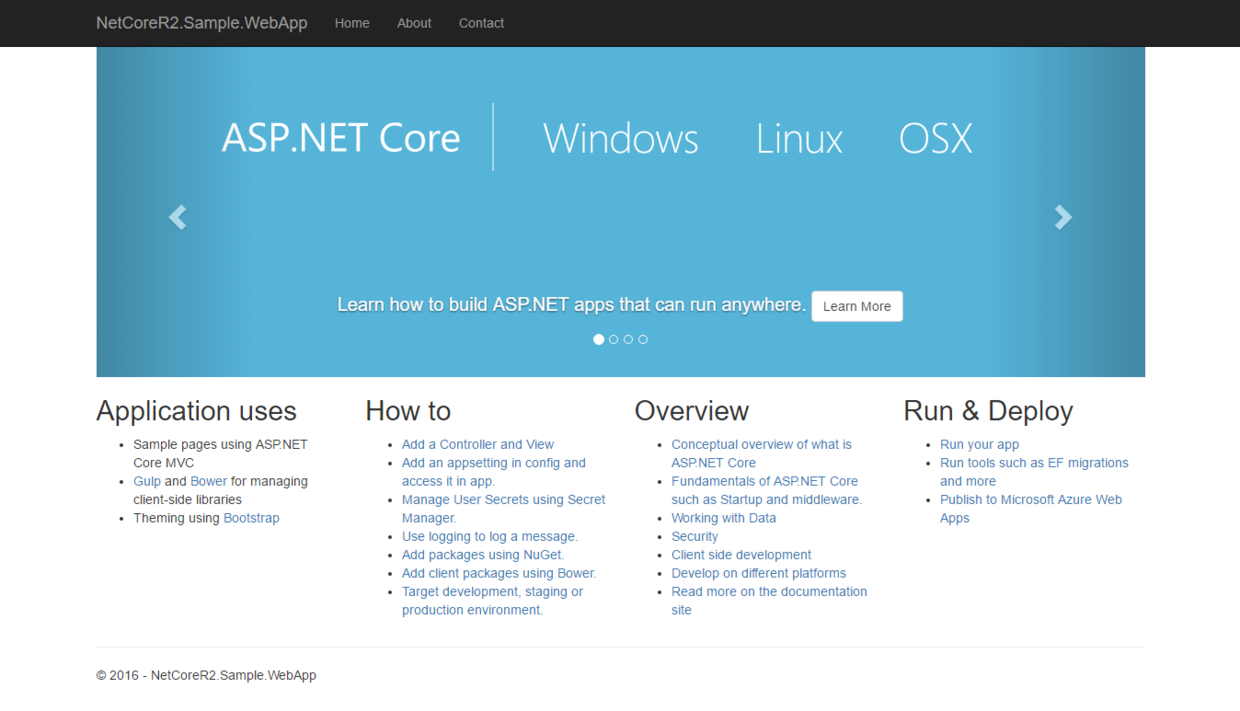 NetCoreR2.Sample.WebApp Home About Contact
ASP.NET Core Windows Linux OSX
Learn how to build ASP.NET apps that can run anywhere. Learn More
Application uses
Sample pages using ASP.NET
Core MVC
Gulp and Bower for managing
client-side libraries
Theming using Bootstrap
How to
Add a Controller and View
Add an appsetting in config and
access it in app.
Manage User Secrets using Secret
Manager.
Use logging to log a message.
Add packages using NuGet.
Add client packages using Bower.
Target development, staging or
production environment.
Overview
Conceptual overview of what is
ASP.NET Core
Fundamentals of ASP.NET Core
such as Startup and middleware.
Working with Data
Security
Client side development
Develop on different platforms
Read more on the documentation
site
Run & Deploy
Run your app
Run tools such as EF migrations
and more
Publish to Microsoft Azure Web
Apps
© 2016 - NetCoreR2.Sample.WebApp